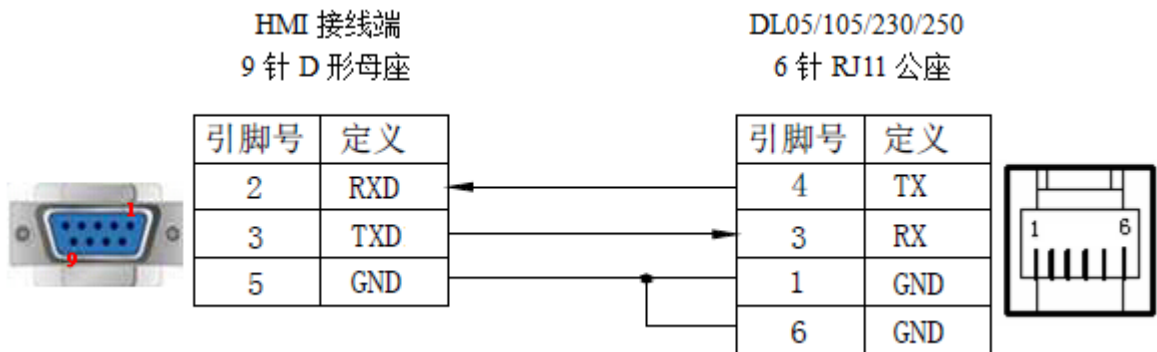 HMI 接线端
9 针 D 形母座
DL05/105/230/250
6 针 RJ11 公座
引脚号 定义
2 RXD
3 TXD
5 GND
引脚号 定义
4 TX
3 RX
1 GND
6 GND
1
9
1 6